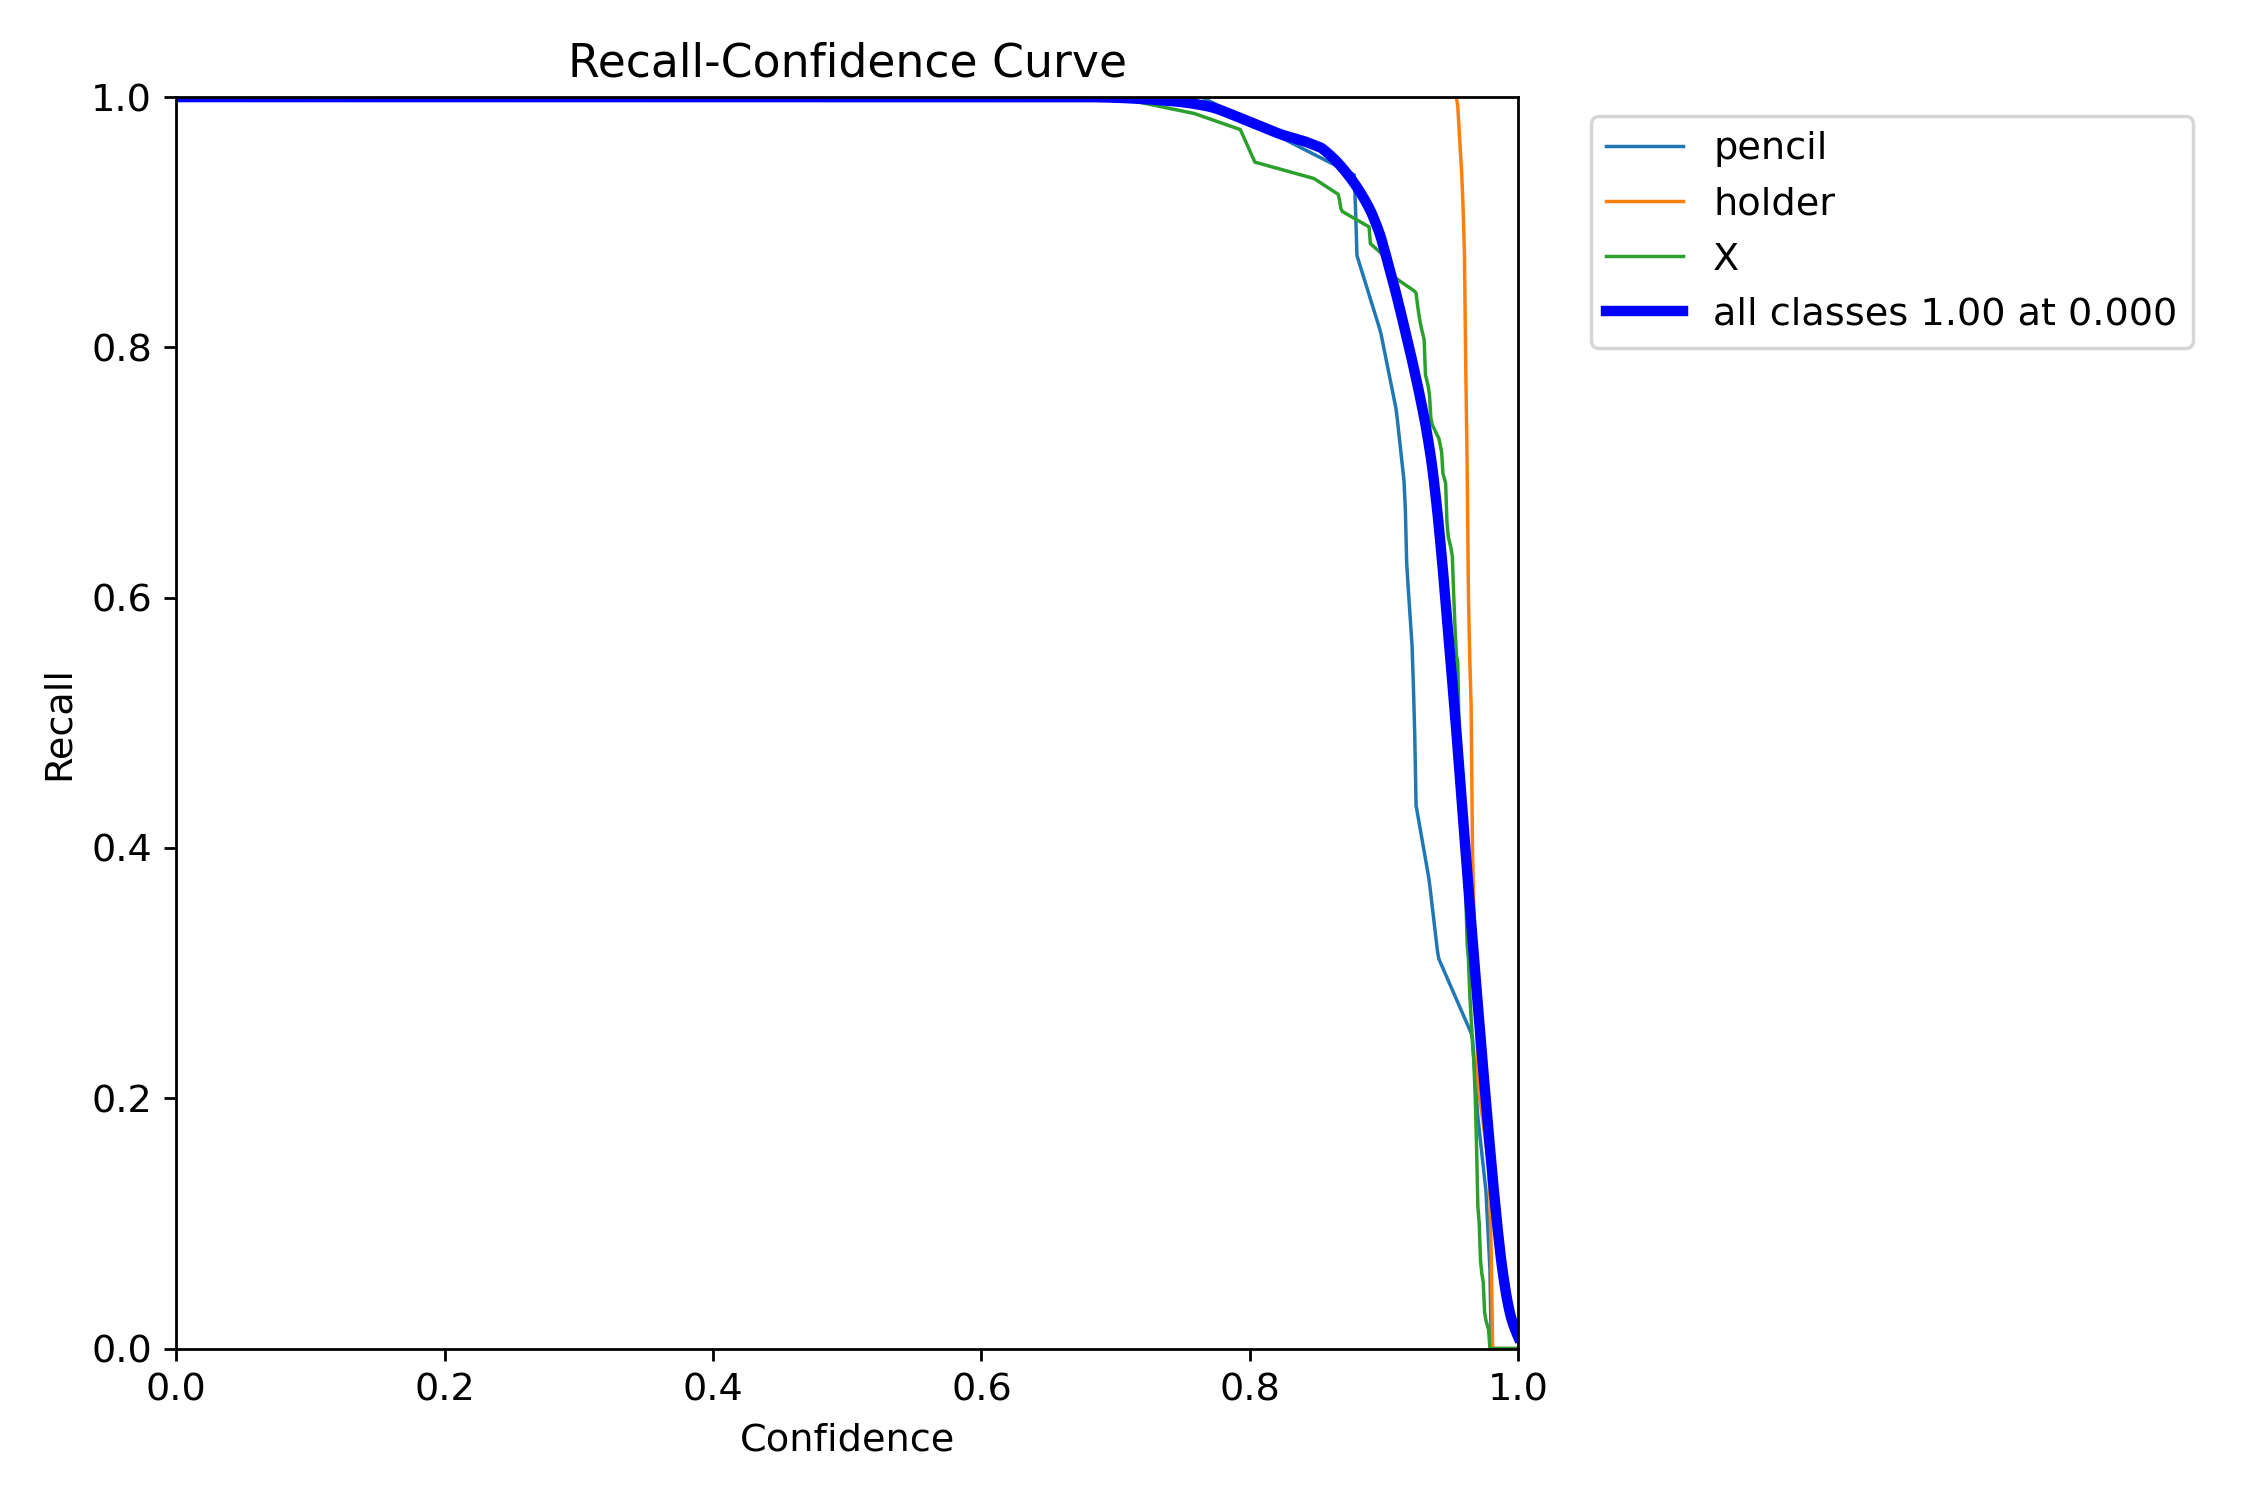 Recall-Confidence Curve
1.0
0.8
0.6
0.4
0.2
0.0
Recall
0.0 0.2 0.4 0.6 0.8 1.0
Confidence
pencil
holder
X
all classes 1.00 at 0.000